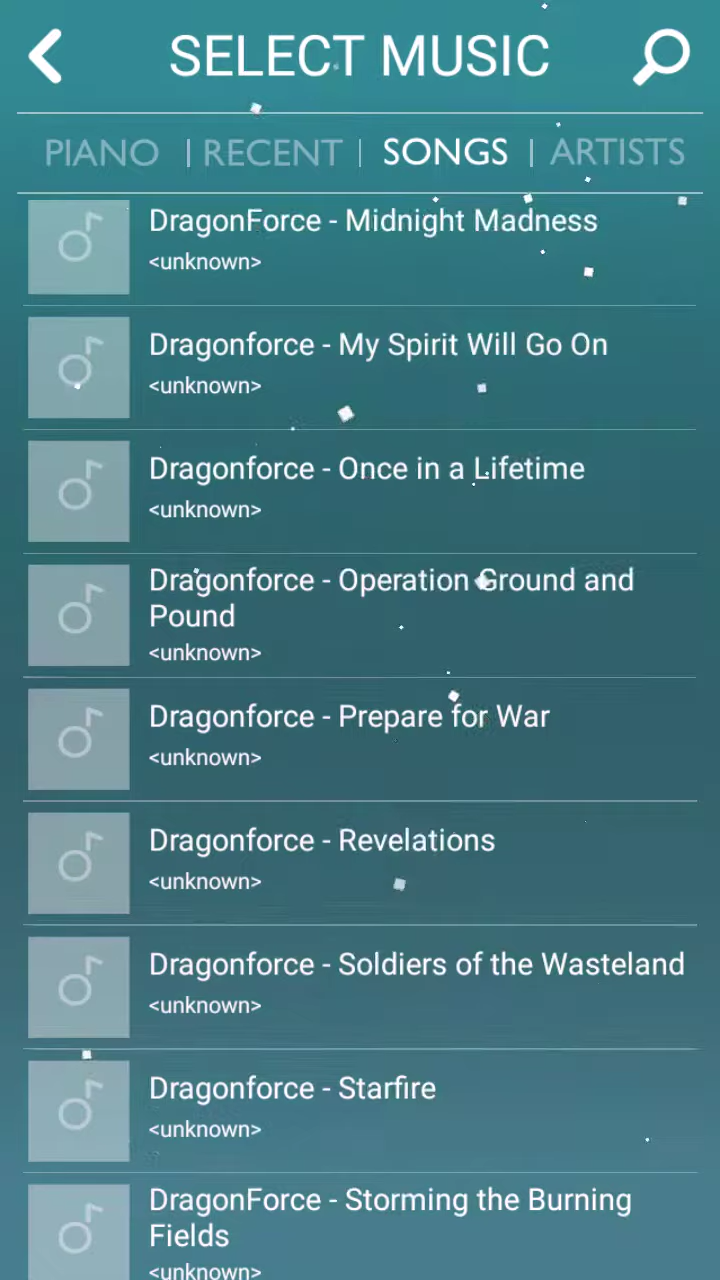 SELECT MUSIC
PIANO | RECENT | SONGS | ARTISTS
DragonForce - Midnight Madness
<unknown>
Dragonforce - My Spirit Will Go On
<unknown>
Dragonforce - Once in a Lifetime
<unknown>
Dragonforce - Operation Ground and
Pound
<unknown>
Dragonforce - Prepare for War
<unknown>
Dragonforce - Revelations
<unknown>
Dragonforce - Soldiers of the Wasteland
<unknown>
Dragonforce - Starfire
<unknown>
DragonForce - Storming the Burning
Fields
<unknown>